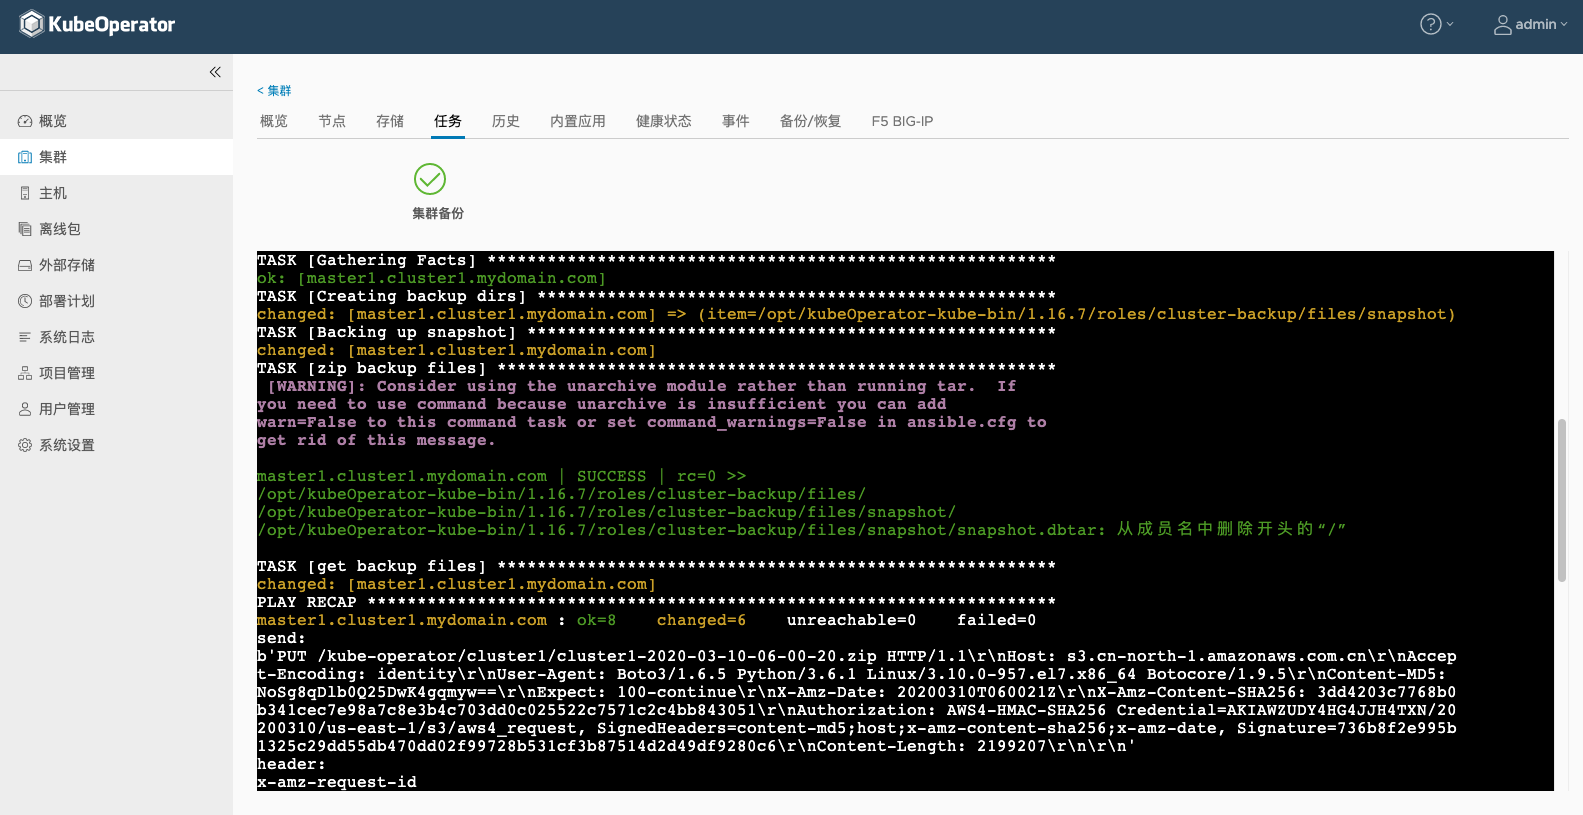 KubeOperator
admin
< 集群
概览
集群
主机
离线包
外部存储
部署计划
系统日志
项目管理
用户管理
系统设置
概览 节点 存储 任务 历史 内置应用 健康状态 事件 备份/恢复 F5 BIG-IP
集群备份
TASK [Gathering Facts] *********************************************************
ok: [master1.cluster1.mydomain.com]
TASK [Creating backup dirs] ****************************************************
changed: [master1.cluster1.mydomain.com] => (item=/opt/kubeOperator-kube-bin/1.16.7/roles/cluster-backup/files/snapshot)
TASK [Backing up snapshot] *****************************************************
changed: [master1.cluster1.mydomain.com]
TASK [zip backup files] ********************************************************
[WARNING]: Consider using the unarchive module rather than running tar.  If
you need to use command because unarchive is insufficient you can add
warn=False to this command task or set command_warnings=False in ansible.cfg to
get rid of this message.
master1.cluster1.mydomain.com | SUCCESS | rc=0 >>
/opt/kubeOperator-kube-bin/1.16.7/roles/cluster-backup/files/
/opt/kubeOperator-kube-bin/1.16.7/roles/cluster-backup/files/snapshot/
/opt/kubeOperator-kube-bin/1.16.7/roles/cluster-backup/files/snapshot/snapshot.dbtar: 从成员名中删除开头的“/”
TASK [get backup files] ********************************************************
changed: [master1.cluster1.mydomain.com]
PLAY RECAP *********************************************************************
master1.cluster1.mydomain.com : ok=8    changed=6    unreachable=0    failed=0
send:
b'PUT /kube-operator/cluster1/cluster1-2020-03-10-06-00-20.zip HTTP/1.1\r\nHost: s3.cn-north-1.amazonaws.com.cn\r\nAccep
t-Encoding: identity\r\nUser-Agent: Boto3/1.6.5 Python/3.6.1 Linux/3.10.0-957.el7.x86_64 Botocore/1.9.5\r\nContent-MD5:
NoSg8qDlb0Q25DwK4gqmyw==\r\nExpect: 100-continue\r\nX-Amz-Date: 20200310T060021Z\r\nX-Amz-Content-SHA256: 3dd4203c7768b0
b341cec7e98a7c8e3b4c703dd0c025522c7571c2c4bb843051\r\nAuthorization: AWS4-HMAC-SHA256 Credential=AKIAWZUDY4HG4JJH4TXN/20
200310/us-east-1/s3/aws4_request, SignedHeaders=content-md5;host;x-amz-content-sha256;x-amz-date, Signature=736b8f2e995b
1325c29dd55db470dd02f99728b531cf3b87514d2d49df9280c6\r\nContent-Length: 2199207\r\n\r\n'
header:
x-amz-request-id